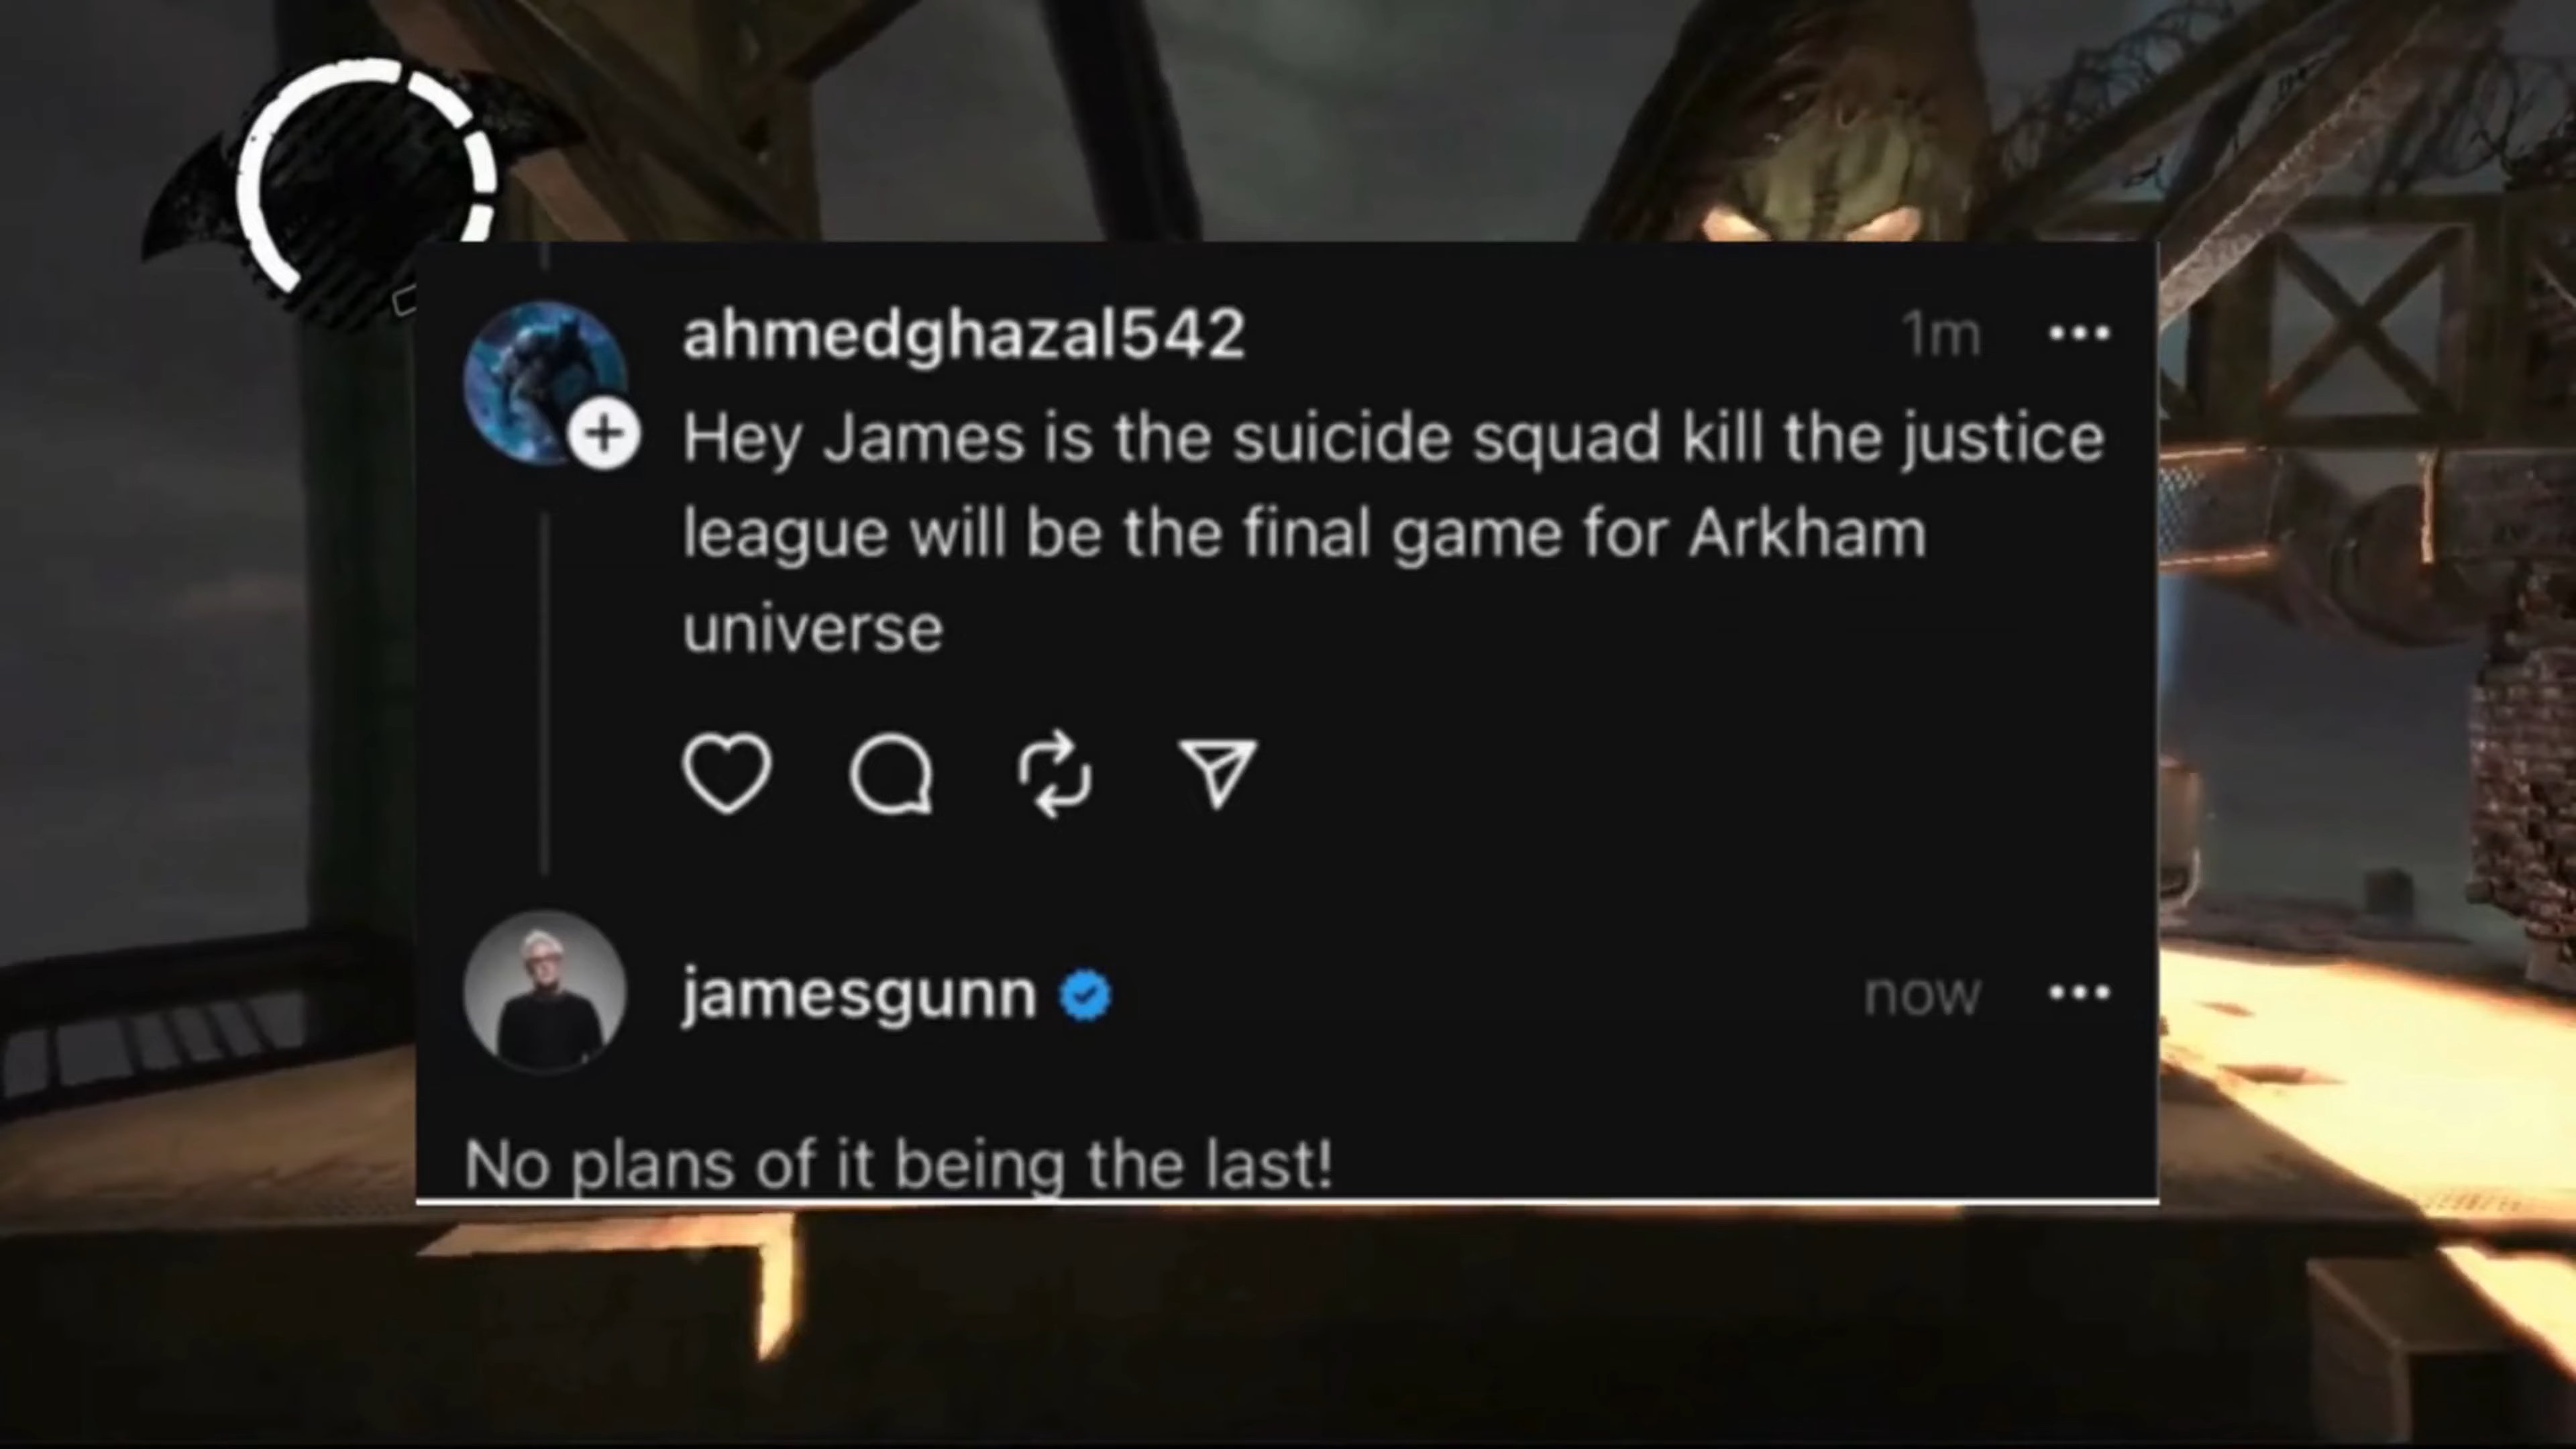 ahmedghazal542 1m
Hey James is the suicide squad kill the justice
league will be the final game for Arkham
universe
jamesgunn now
No plans of it being the last!